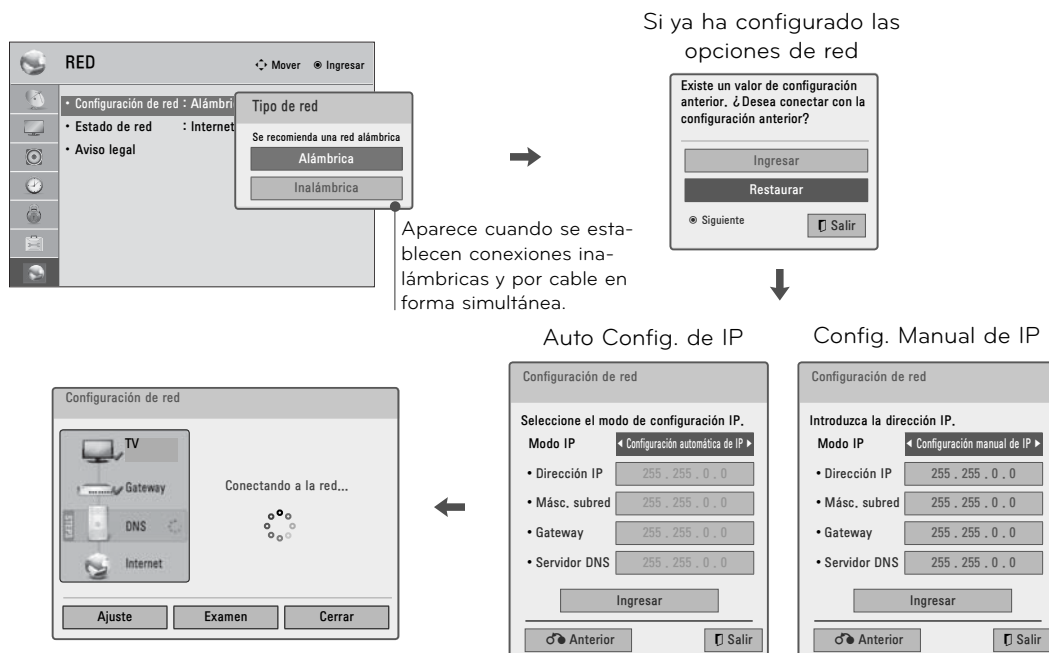 Si ya ha configurado las
opciones de red
RED
Mover
Ingresar
• Configuración de red : Alámbri
• Estado de red : Internet
• Aviso legal
Tipo de red
Se recomienda una red alámbrica
Alámbrica
Inalámbrica
Aparece cuando se esta-
blecen conexiones ina-
lámbricas y por cable en
forma simultánea.
Existe un valor de configuración
anterior. ¿Desea conectar con la
configuración anterior?
Ingresar
Restaurar
Siguiente
Salir
Auto Config. de IP
Configuración de red
Seleccione el modo de configuración IP.
Modo IP ◀ Configuración automática de IP ▶
• Dirección IP 255 . 255 . 0 . 0
• Másc. subred 255 . 255 . 0 . 0
• Gateway 255 . 255 . 0 . 0
• Servidor DNS 255 . 255 . 0 . 0
Ingresar
Anterior
Salir
Config. Manual de IP
Configuración de red
Introduzca la dirección IP.
Modo IP ◀ Configuración manual de IP ▶
• Dirección IP 255 . 255 . 0 . 0
• Másc. subred 255 . 255 . 0 . 0
• Gateway 255 . 255 . 0 . 0
• Servidor DNS 255 . 255 . 0 . 0
Ingresar
Anterior
Salir
Configuración de red
TV
Gateway
DNS
Internet
Conectando a la red...
Ajuste
Examen
Cerrar